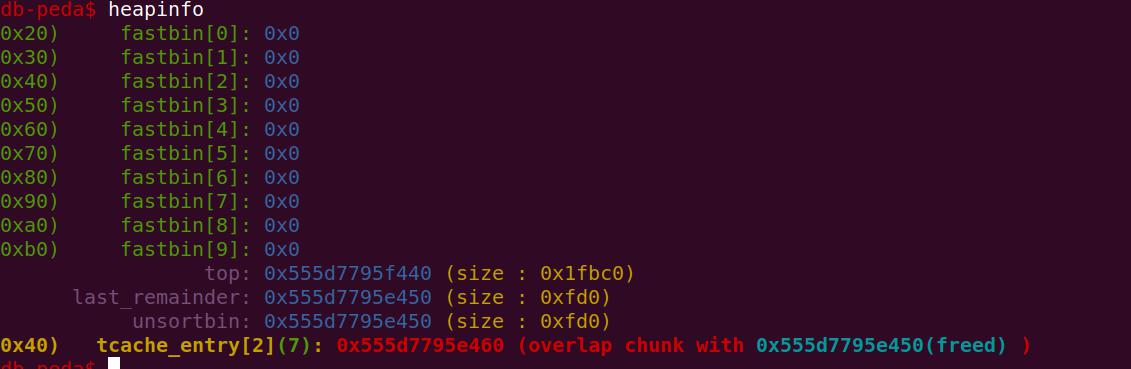 db-peda$ heapinfo
0x20)     fastbin[0]: 0x0
0x30)     fastbin[1]: 0x0
0x40)     fastbin[2]: 0x0
0x50)     fastbin[3]: 0x0
0x60)     fastbin[4]: 0x0
0x70)     fastbin[5]: 0x0
0x80)     fastbin[6]: 0x0
0x90)     fastbin[7]: 0x0
0xa0)     fastbin[8]: 0x0
0xb0)     fastbin[9]: 0x0
top: 0x555d7795f440 (size : 0x1fbc0)
last_remainder: 0x555d7795e450 (size : 0xfd0)
unsortbin: 0x555d7795e450 (size : 0xfd0)
0x40)   tcache_entry[2](7): 0x555d7795e460 (overlap chunk with 0x555d7795e450(freed) )
db-peda$